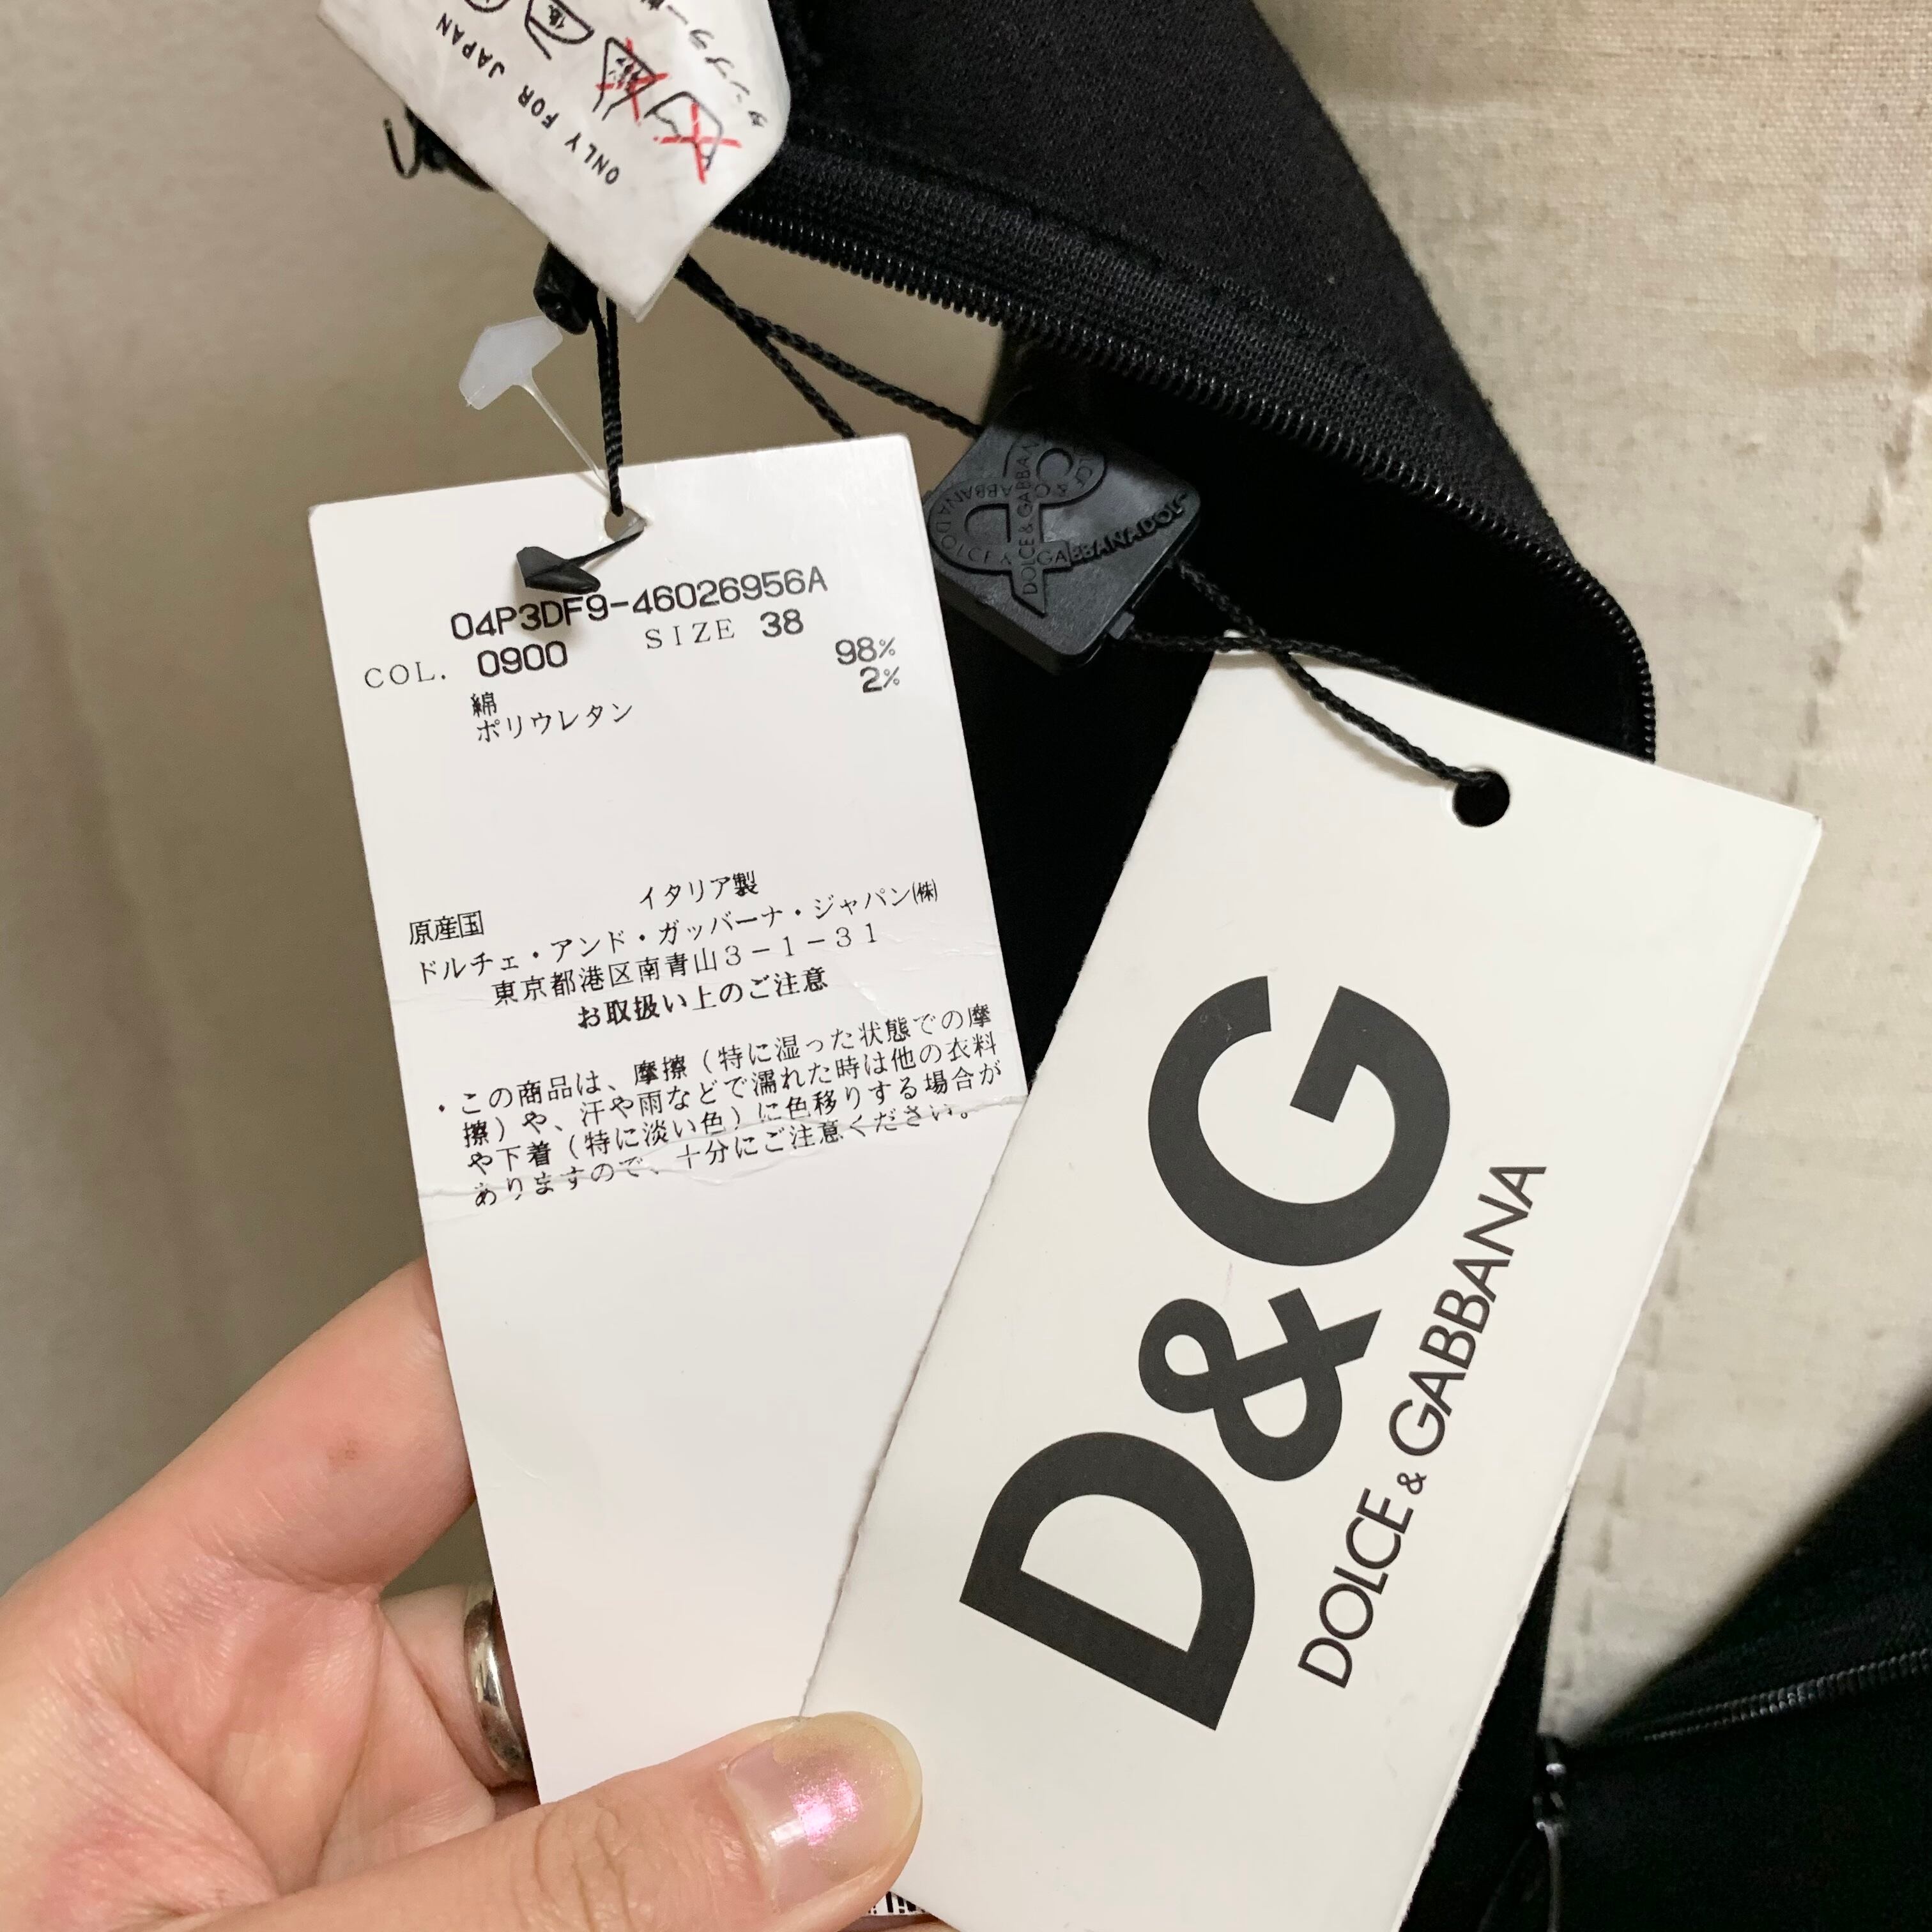 ONLY FOR JAPAN
低
04P3DF9-46026956A
COL. 0900 SIZE 38
綿 98%
ポリウレタン 2%
原産国 イタリア製
ドルチェ・アンド・ガッバーナ・ジャパン㈱
東京都港区南青山3-1-31
お取扱い上のご注意
・この商品は、摩擦(特に湿った状態での摩
擦)や、汗や雨などで濡れた時は他の衣料
や下着(特に淡い色)に色移りする場合が
ありますので、十分にご注意ください。
DOLCE & GABBANA
D&G
DOLCE & GABBANA